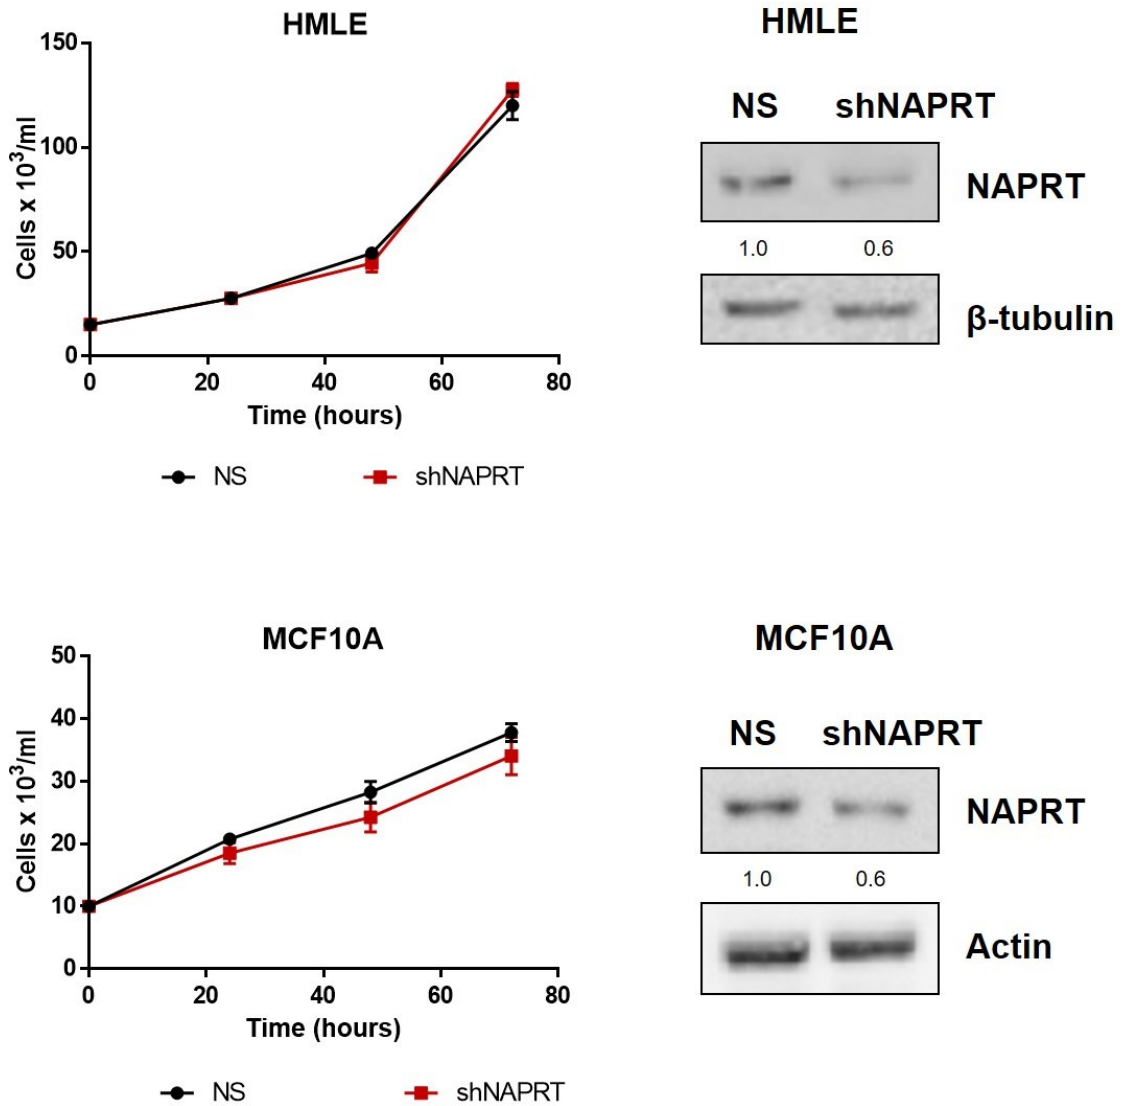 HMLE
150
100
50
0
Cells x 10³/ml
0 20 40 60 80
Time (hours)
NS shNAPRT
HMLE
NS shNAPRT
NAPRT
1.0 0.6
β-tubulin
MCF10A
50
40
30
20
10
0
Cells x 10³/ml
0 20 40 60 80
Time (hours)
NS shNAPRT
MCF10A
NS shNAPRT
NAPRT
1.0 0.6
Actin